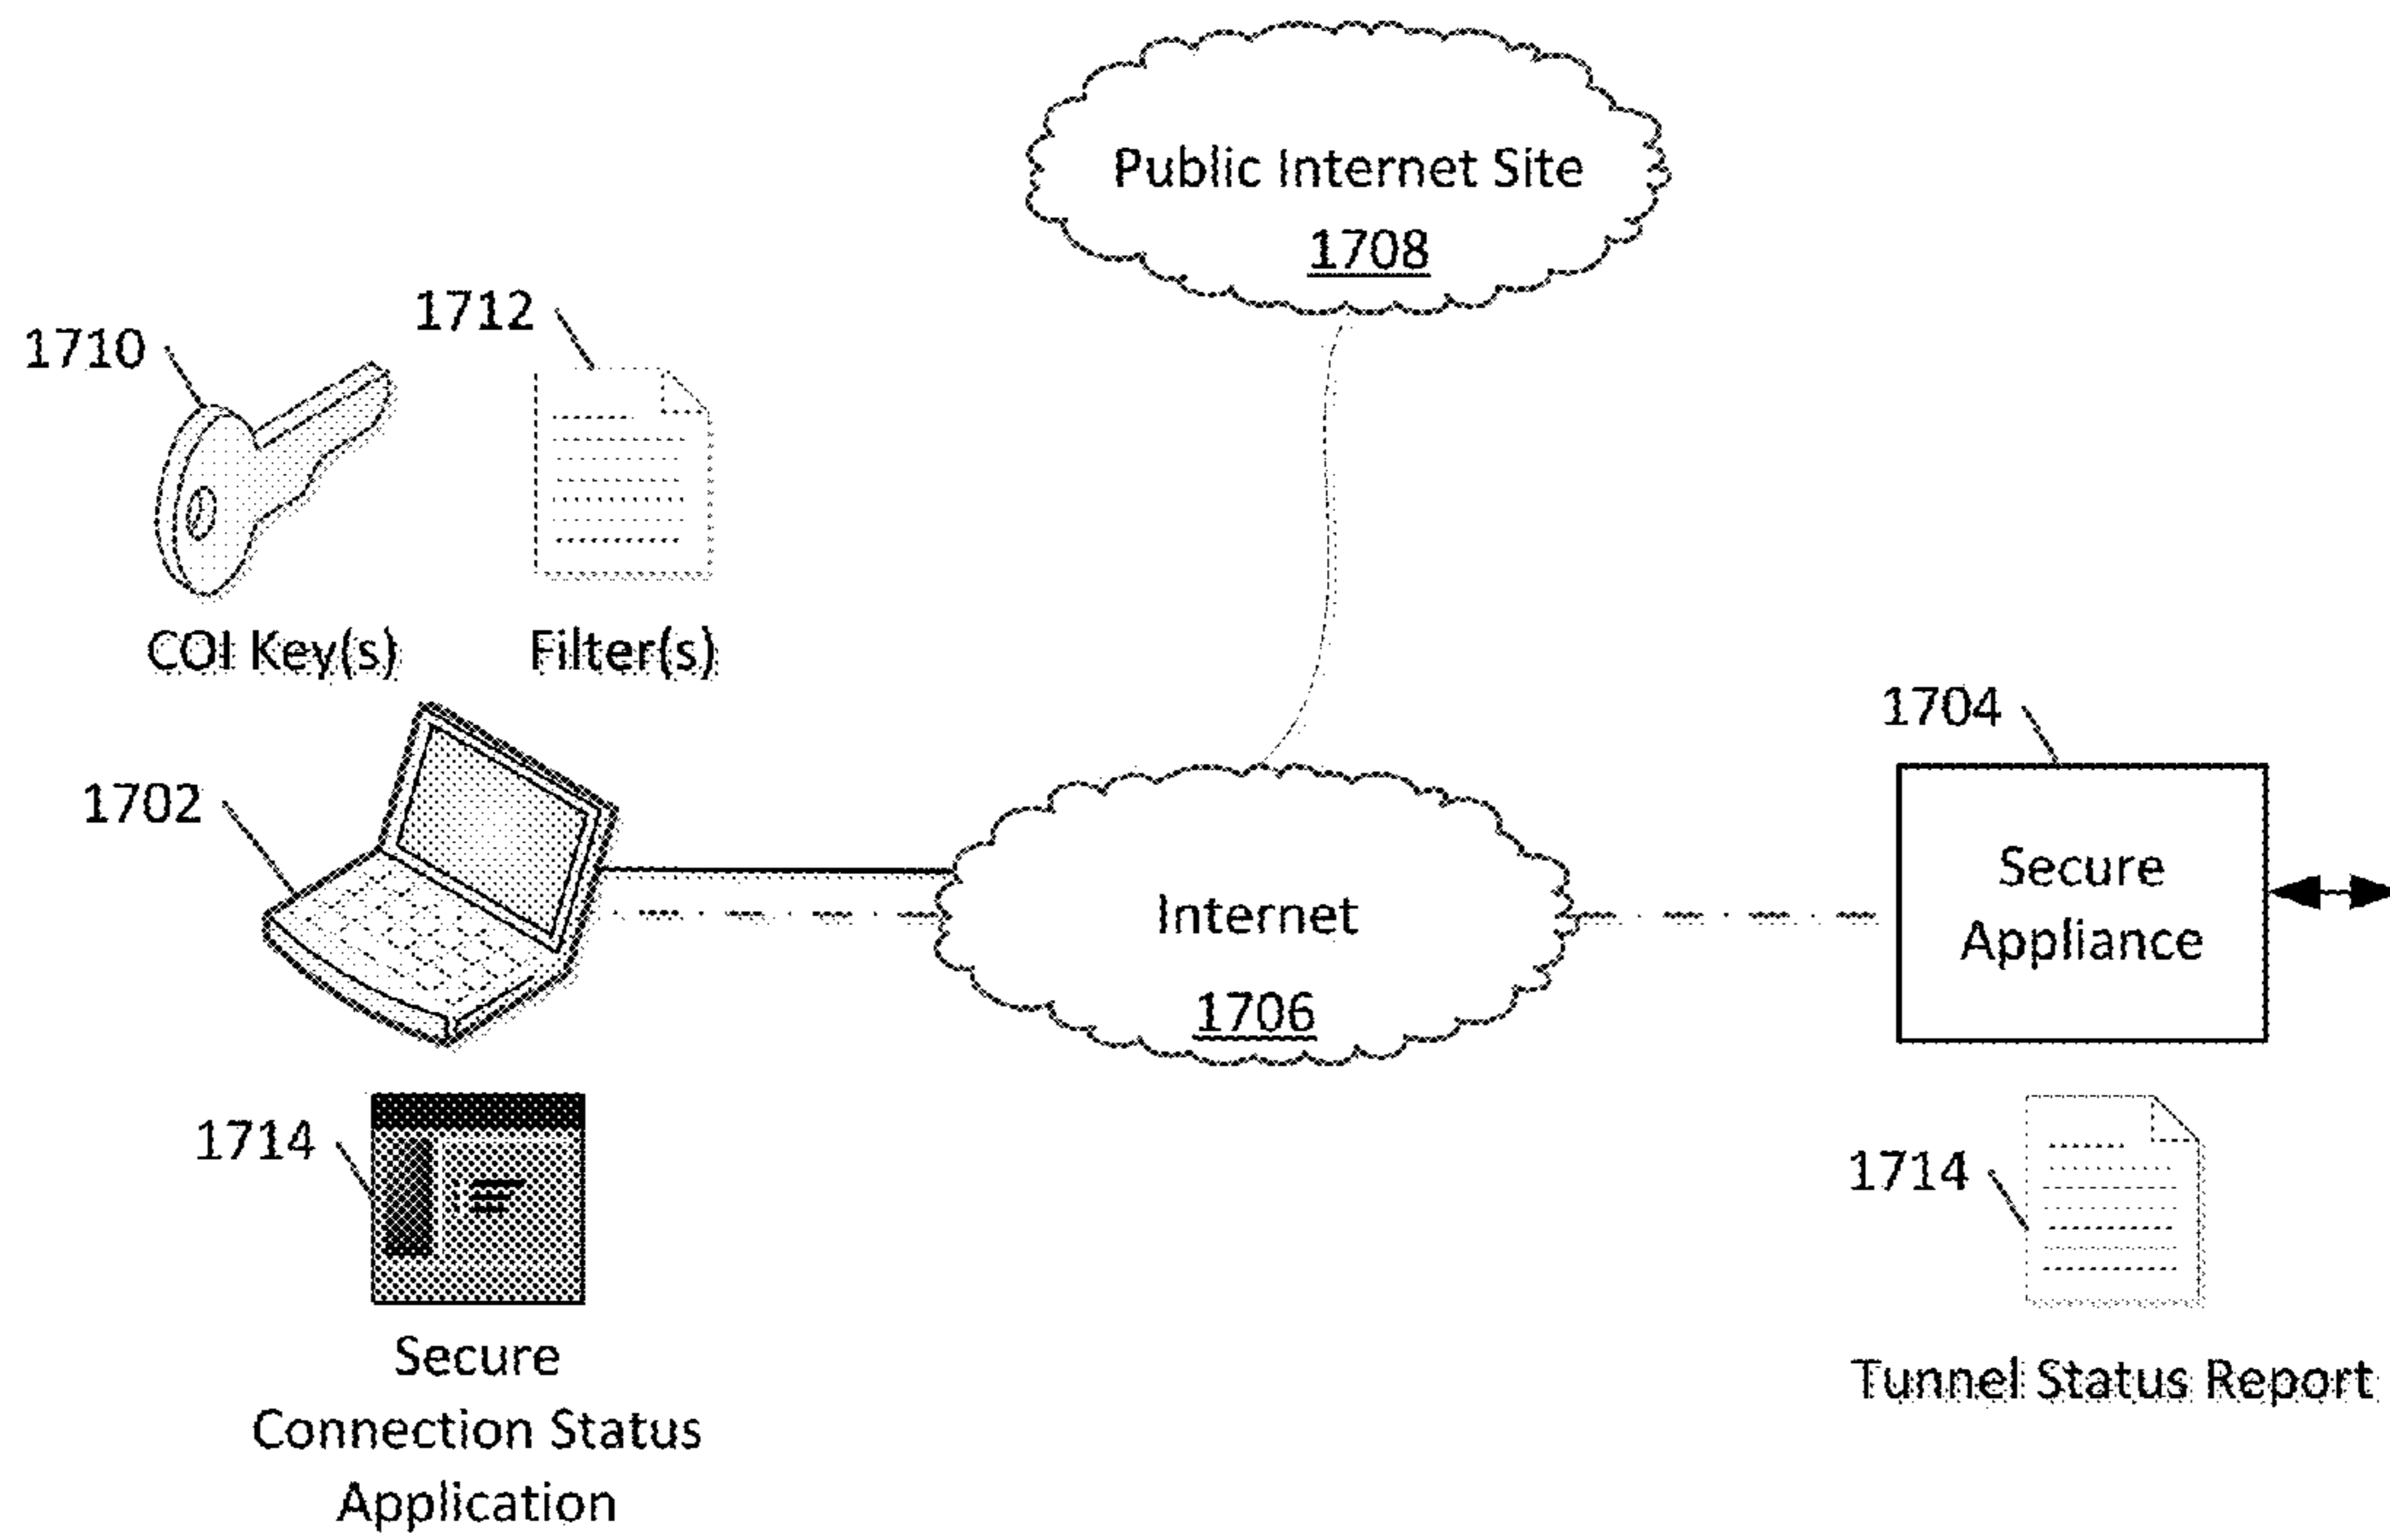 Public Internet Site
1708
1712
1710
COI Key(s)
Filter(s)
1704
1702
Secure
Appliance
Internet
1706
1714
1714
Secure
Connection Status
Application
Tunnel Status Report